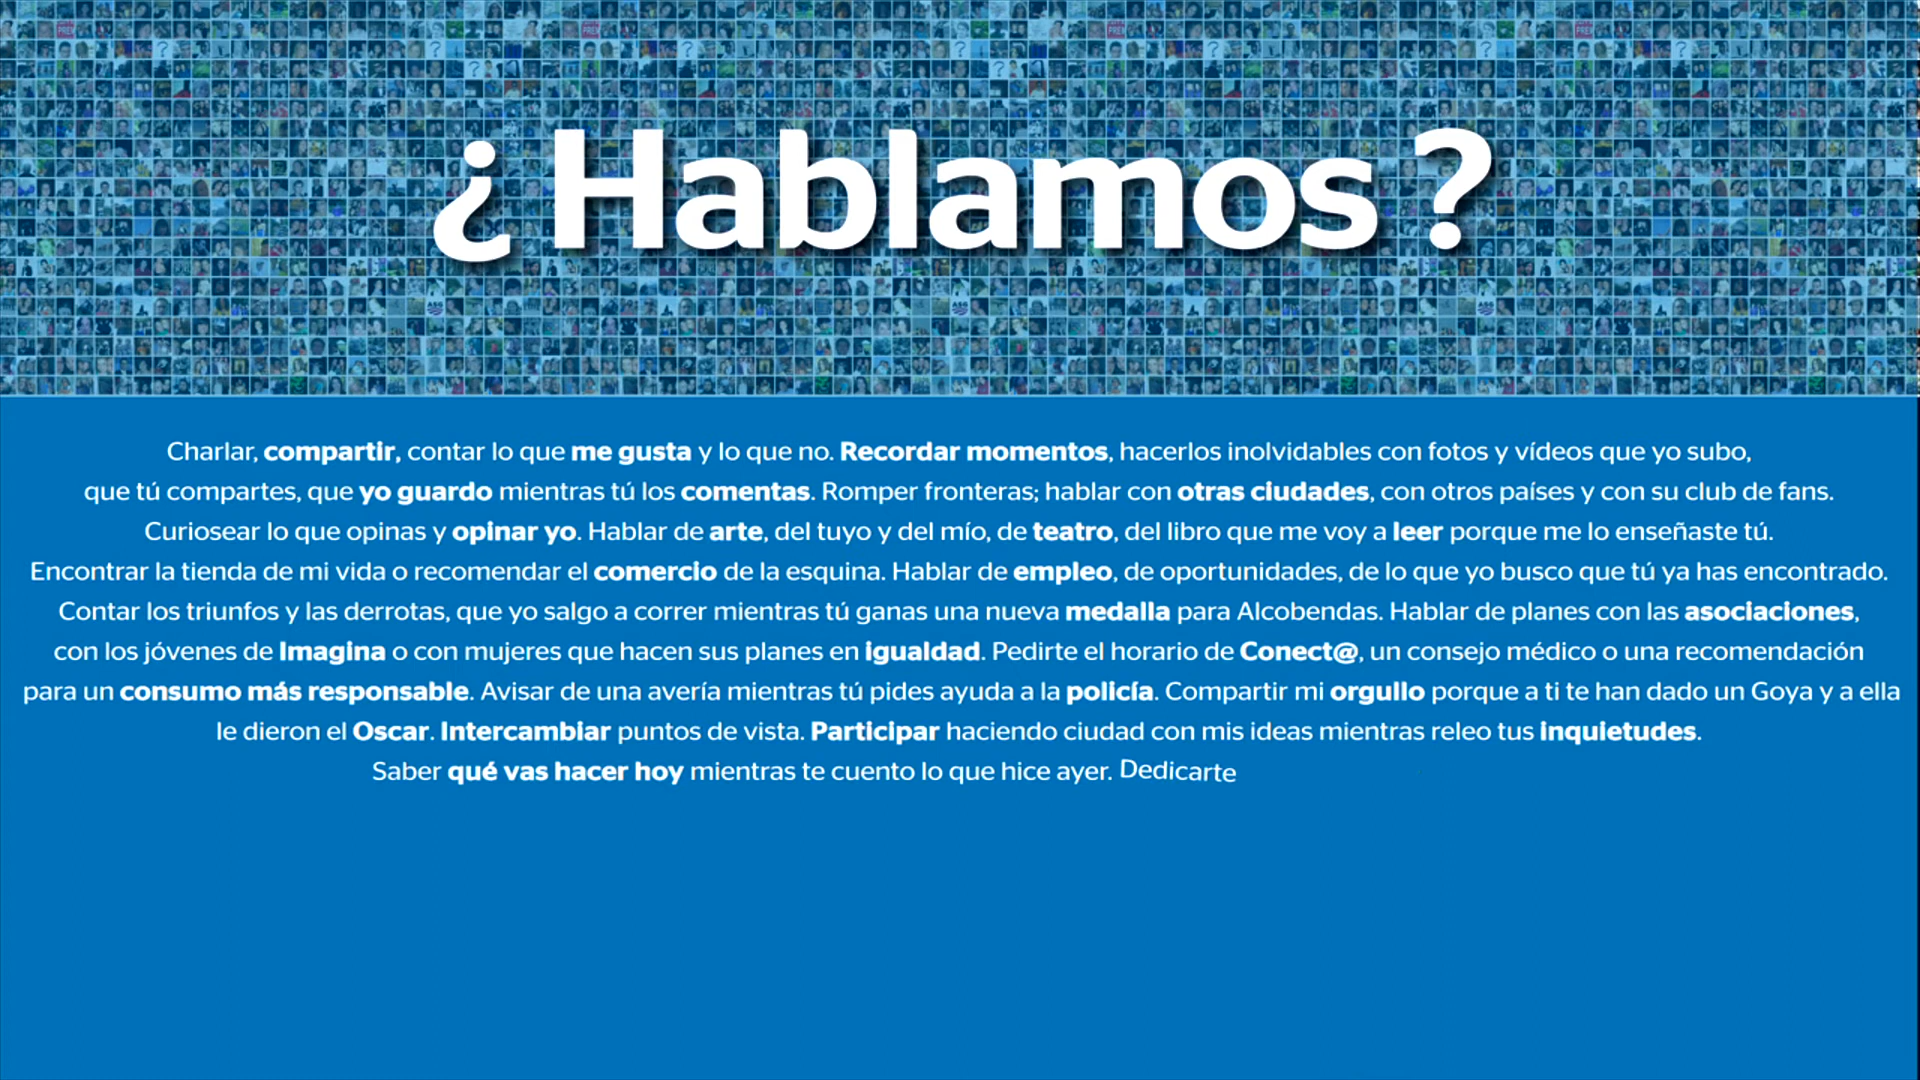 ¿Hablamos?
Charlar, compartir, contar lo que me gusta y lo que no. Recordar momentos, hacerlos inolvidables con fotos y vídeos que yo subo,
que tú compartes, que yo guardo mientras tú los comentas. Romper fronteras; hablar con otras ciudades, con otros países y con su club de fans.
Curiosear lo que opinas y opinar yo. Hablar de arte, del tuyo y del mío, de teatro, del libro que me voy a leer porque me lo enseñaste tú.
Encontrar la tienda de mi vida o recomendar el comercio de la esquina. Hablar de empleo, de oportunidades, de lo que yo busco que tú ya has encontrado.
Contar los triunfos y las derrotas, que yo salgo a correr mientras tú ganas una nueva medalla para Alcobendas. Hablar de planes con las asociaciones,
con los jóvenes de Imagina o con mujeres que hacen sus planes en igualdad. Pedirte el horario de Conect@, un consejo médico o una recomendación
para un consumo más responsable. Avisar de una avería mientras tú pides ayuda a la policía. Compartir mi orgullo porque a ti te han dado un Goya y a ella
le dieron el Oscar. Intercambiar puntos de vista. Participar haciendo ciudad con mis ideas mientras releo tus inquietudes.
Saber qué vas hacer hoy mientras te cuento lo que hice ayer. Dedicarte